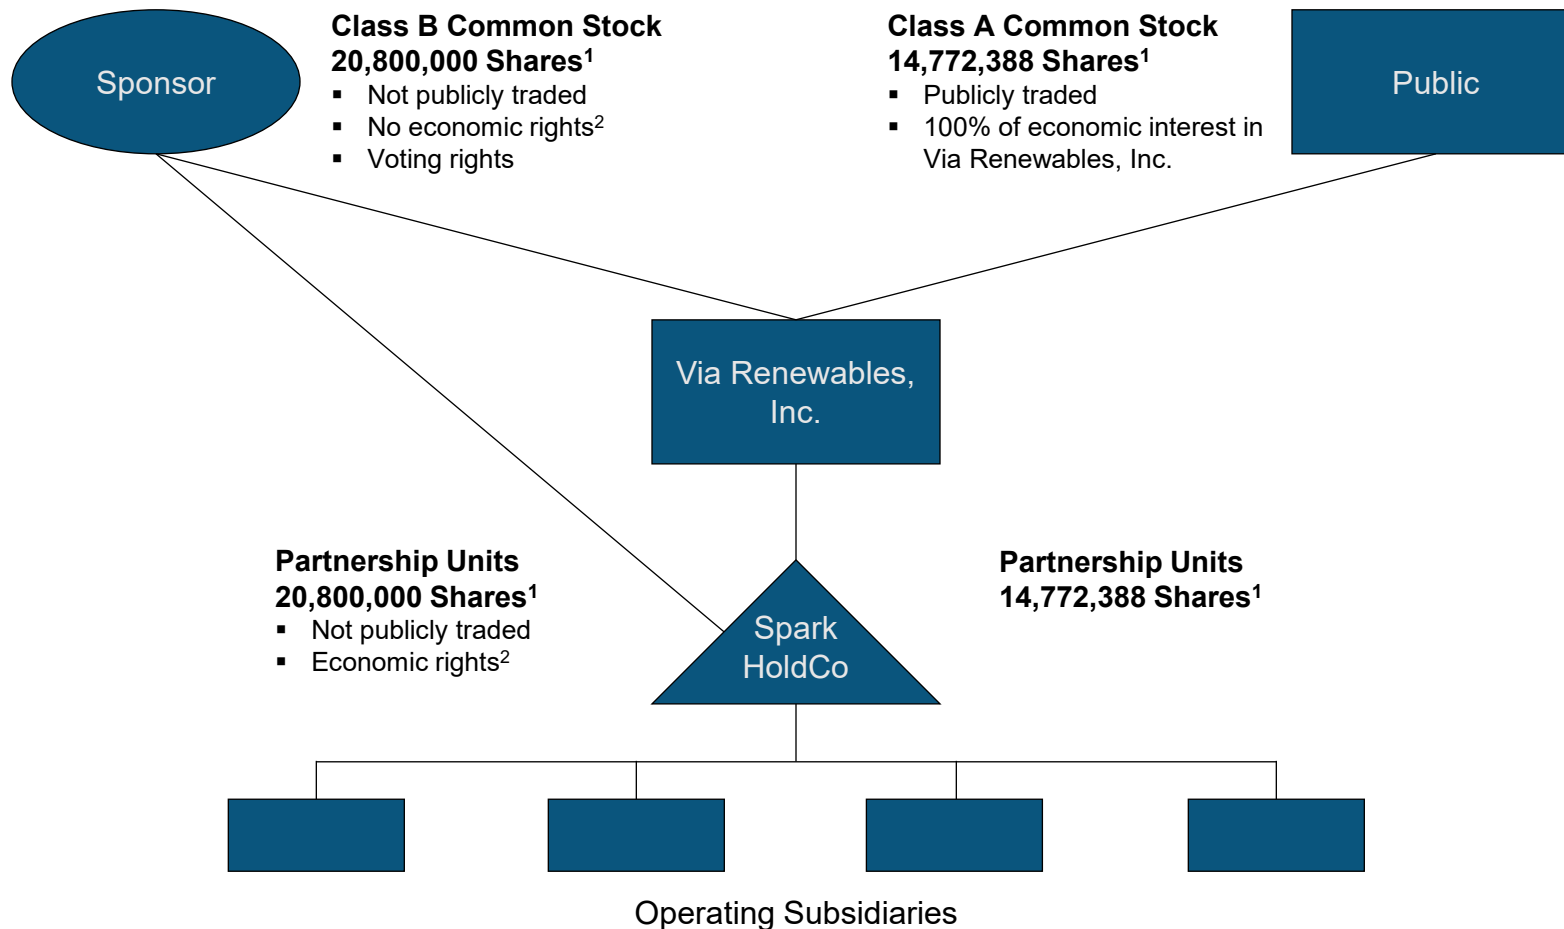 Sponsor
Class B Common Stock
20,800,000 Shares¹
▪ Not publicly traded
▪ No economic rights²
▪ Voting rights
Class A Common Stock
14,772,388 Shares¹
▪ Publicly traded
▪ 100% of economic interest in
Via Renewables, Inc.
Public
Via Renewables,
Inc.
Partnership Units
20,800,000 Shares¹
▪ Not publicly traded
▪ Economic rights²
Spark
HoldCo
Partnership Units
14,772,388 Shares¹
Operating Subsidiaries